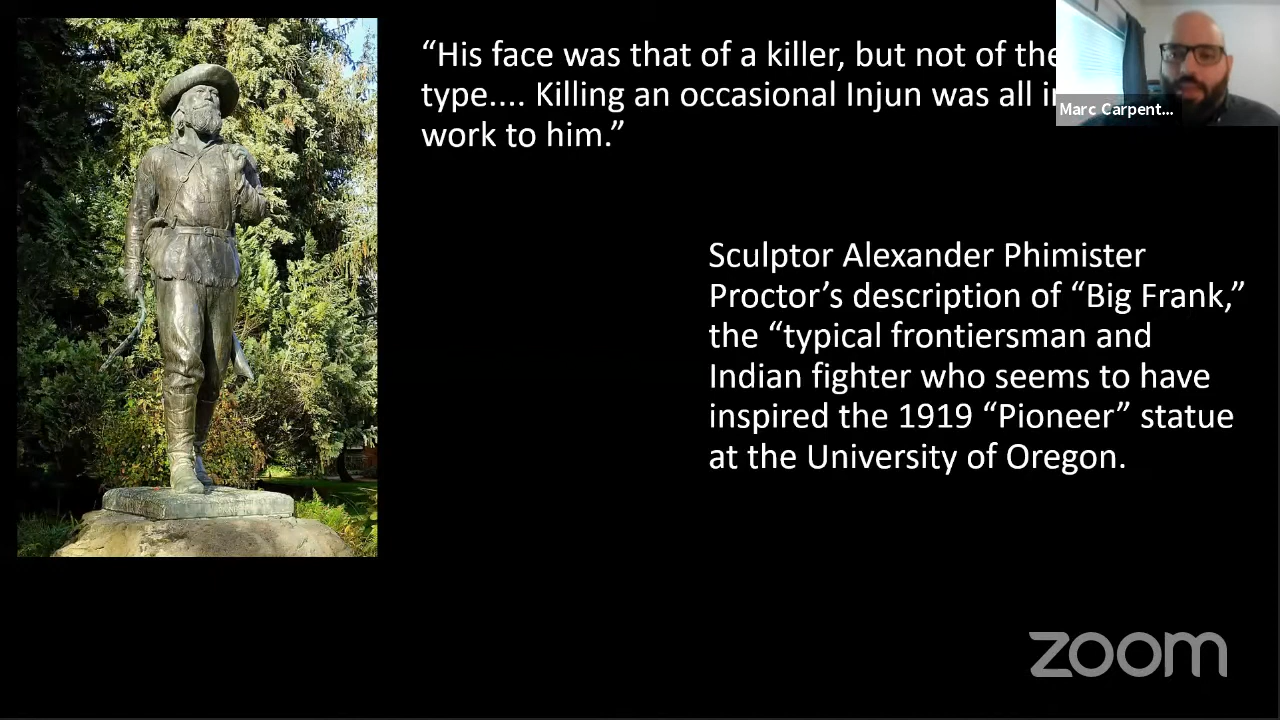 “His face was that of a killer, but not of the
type.... Killing an occasional Injun was all in
work to him.”
Marc Carpent...
Sculptor Alexander Phimister
Proctor’s description of “Big Frank,”
the “typical frontiersman and
Indian fighter who seems to have
inspired the 1919 “Pioneer” statue
at the University of Oregon.
zoom